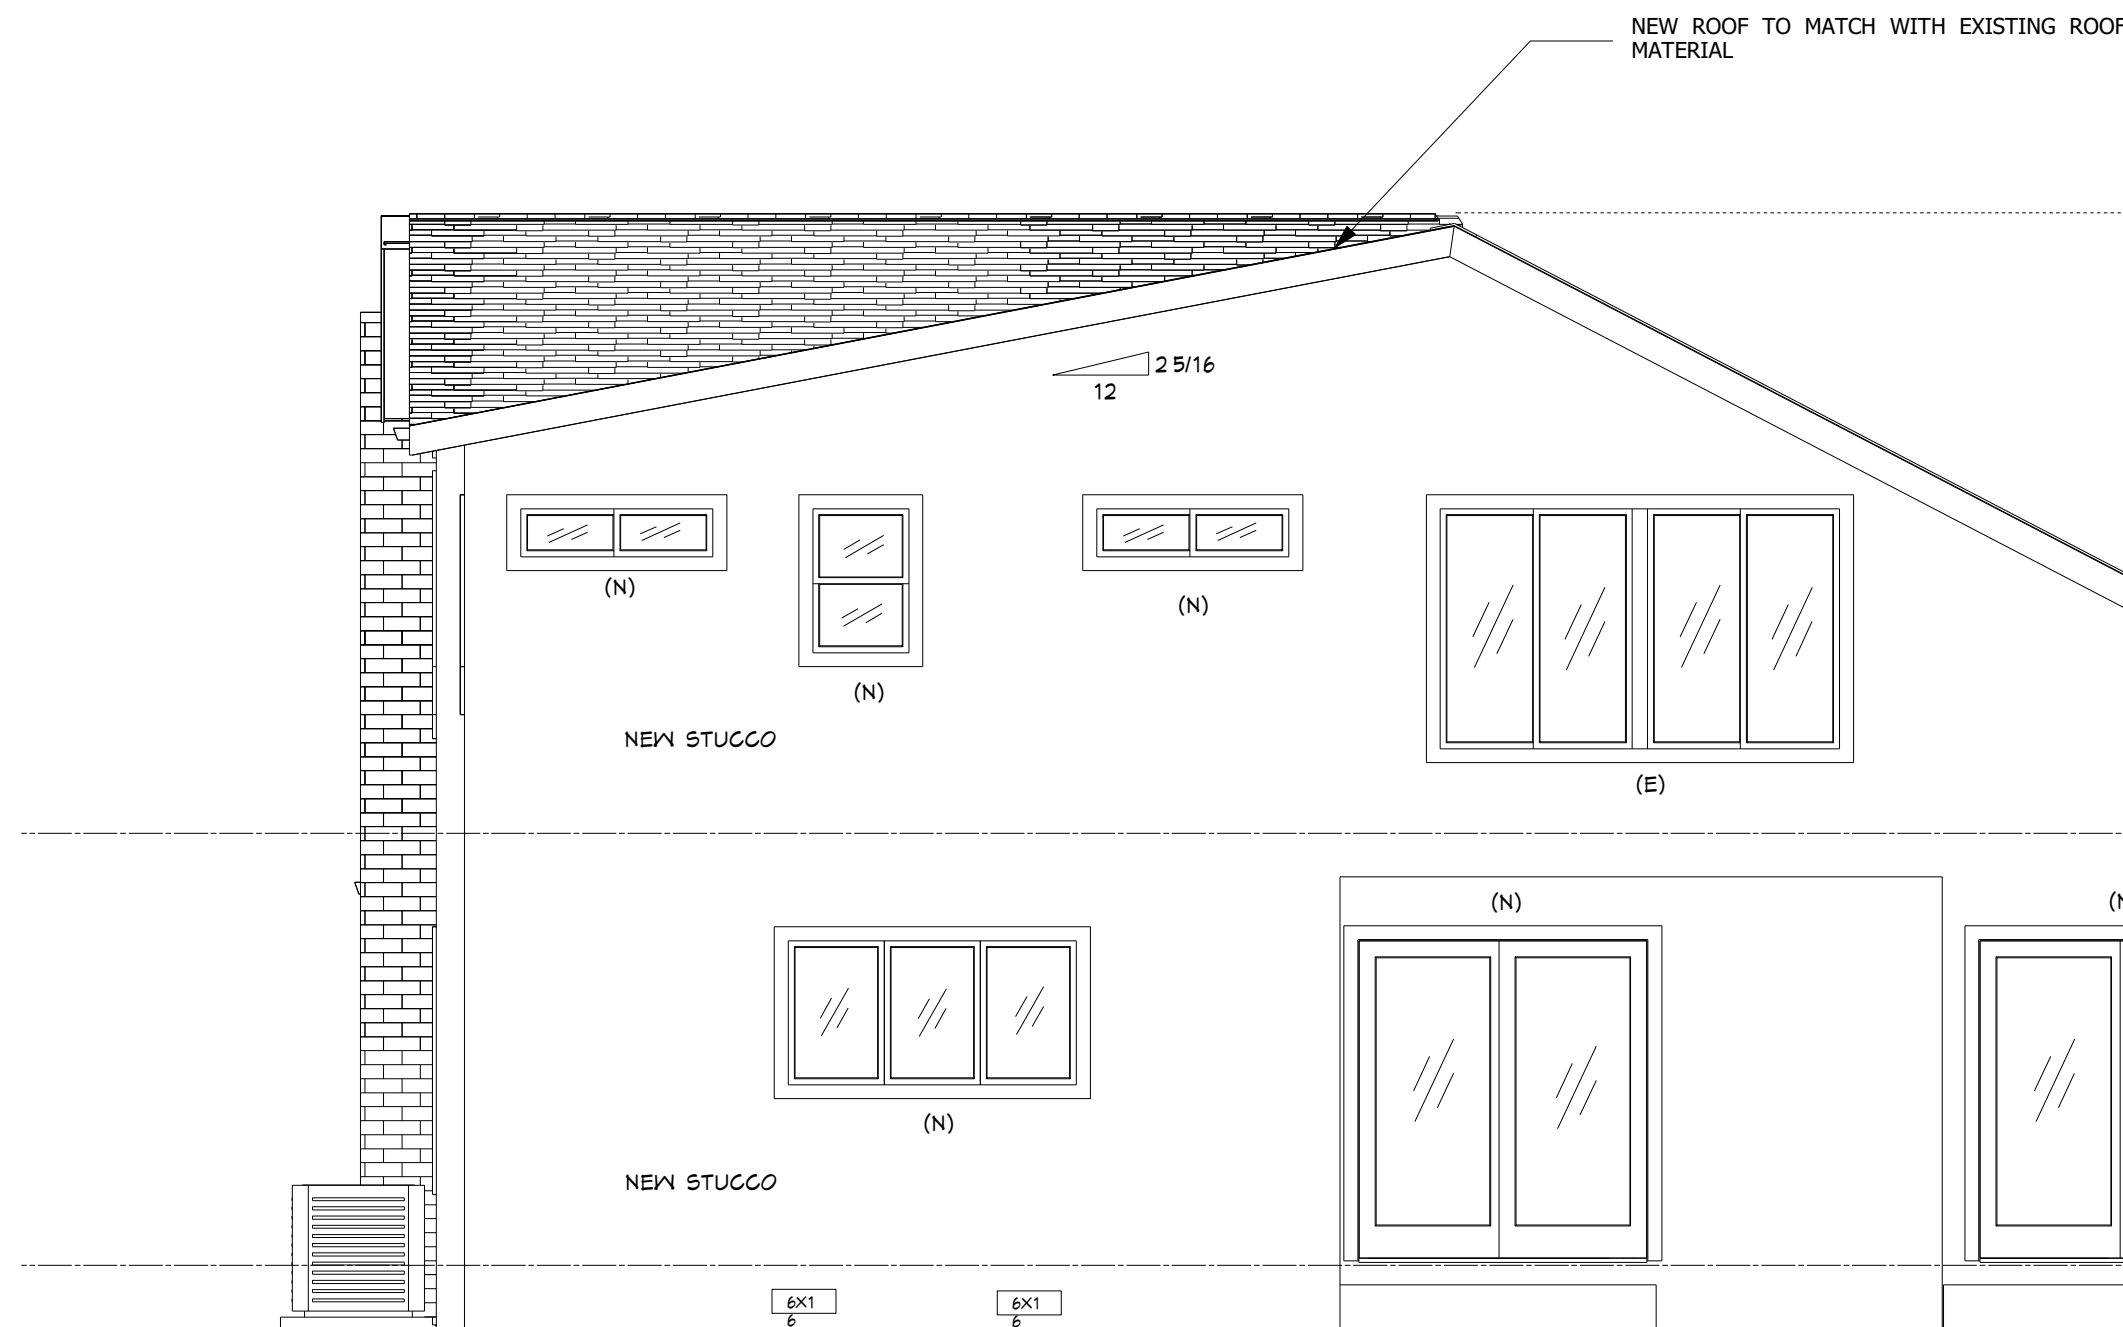 NEW ROOF TO MATCH WITH EXISTING ROOF
MATERIAL
2 5/16
12
(N)
(N)
(N)
(N)
NEW STUCCO
(E)
(N)
(N)
NEW STUCCO
6X1
6
6X1
6